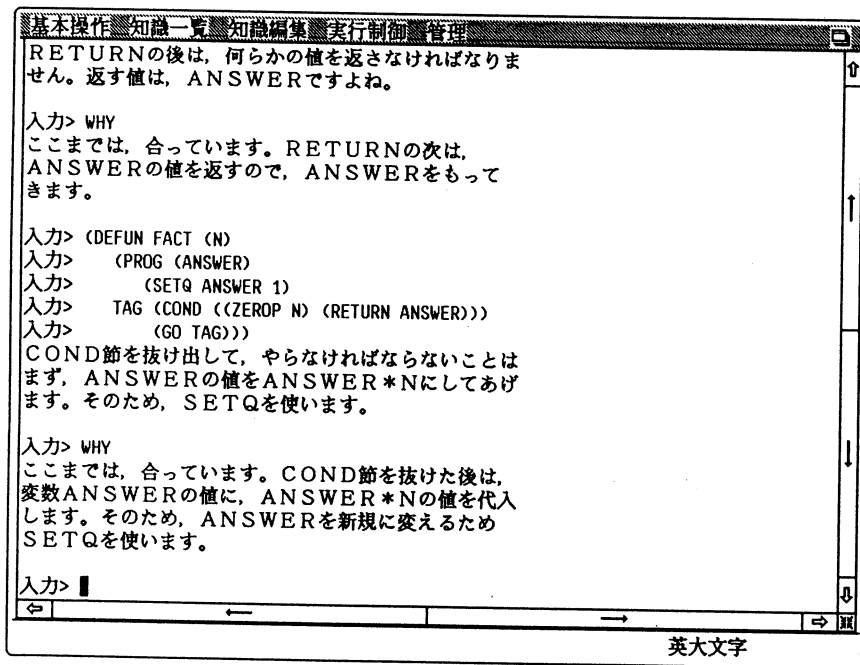 基本操作 知識一覧 知識編集 実行制御 管理
RETURNの後は，何らかの値を返さなければなりま
せん。返す値は，ANSWERですよね。
入力> WHY
ここまでは，合っています。RETURNの次は，
ANSWERの値を返すので，ANSWERをもって
きます。
入力> (DEFUN FACT (N)
入力>    (PROG (ANSWER)
入力>       (SETQ ANSWER 1)
入力>    TAG (COND ((ZEROP N) (RETURN ANSWER)))
入力>        (GO TAG)))
COND節を抜け出して，やらなければならないことは
まず，ANSWERの値をANSWER＊Nにしてあげ
ます。そのため，SETQを使います。
入力> WHY
ここまでは，合っています。COND節を抜けた後は，
変数ANSWERの値に，ANSWER＊Nの値を代入
します。そのため，ANSWERを新規に変えるため
SETQを使います。
入力>
英大文字